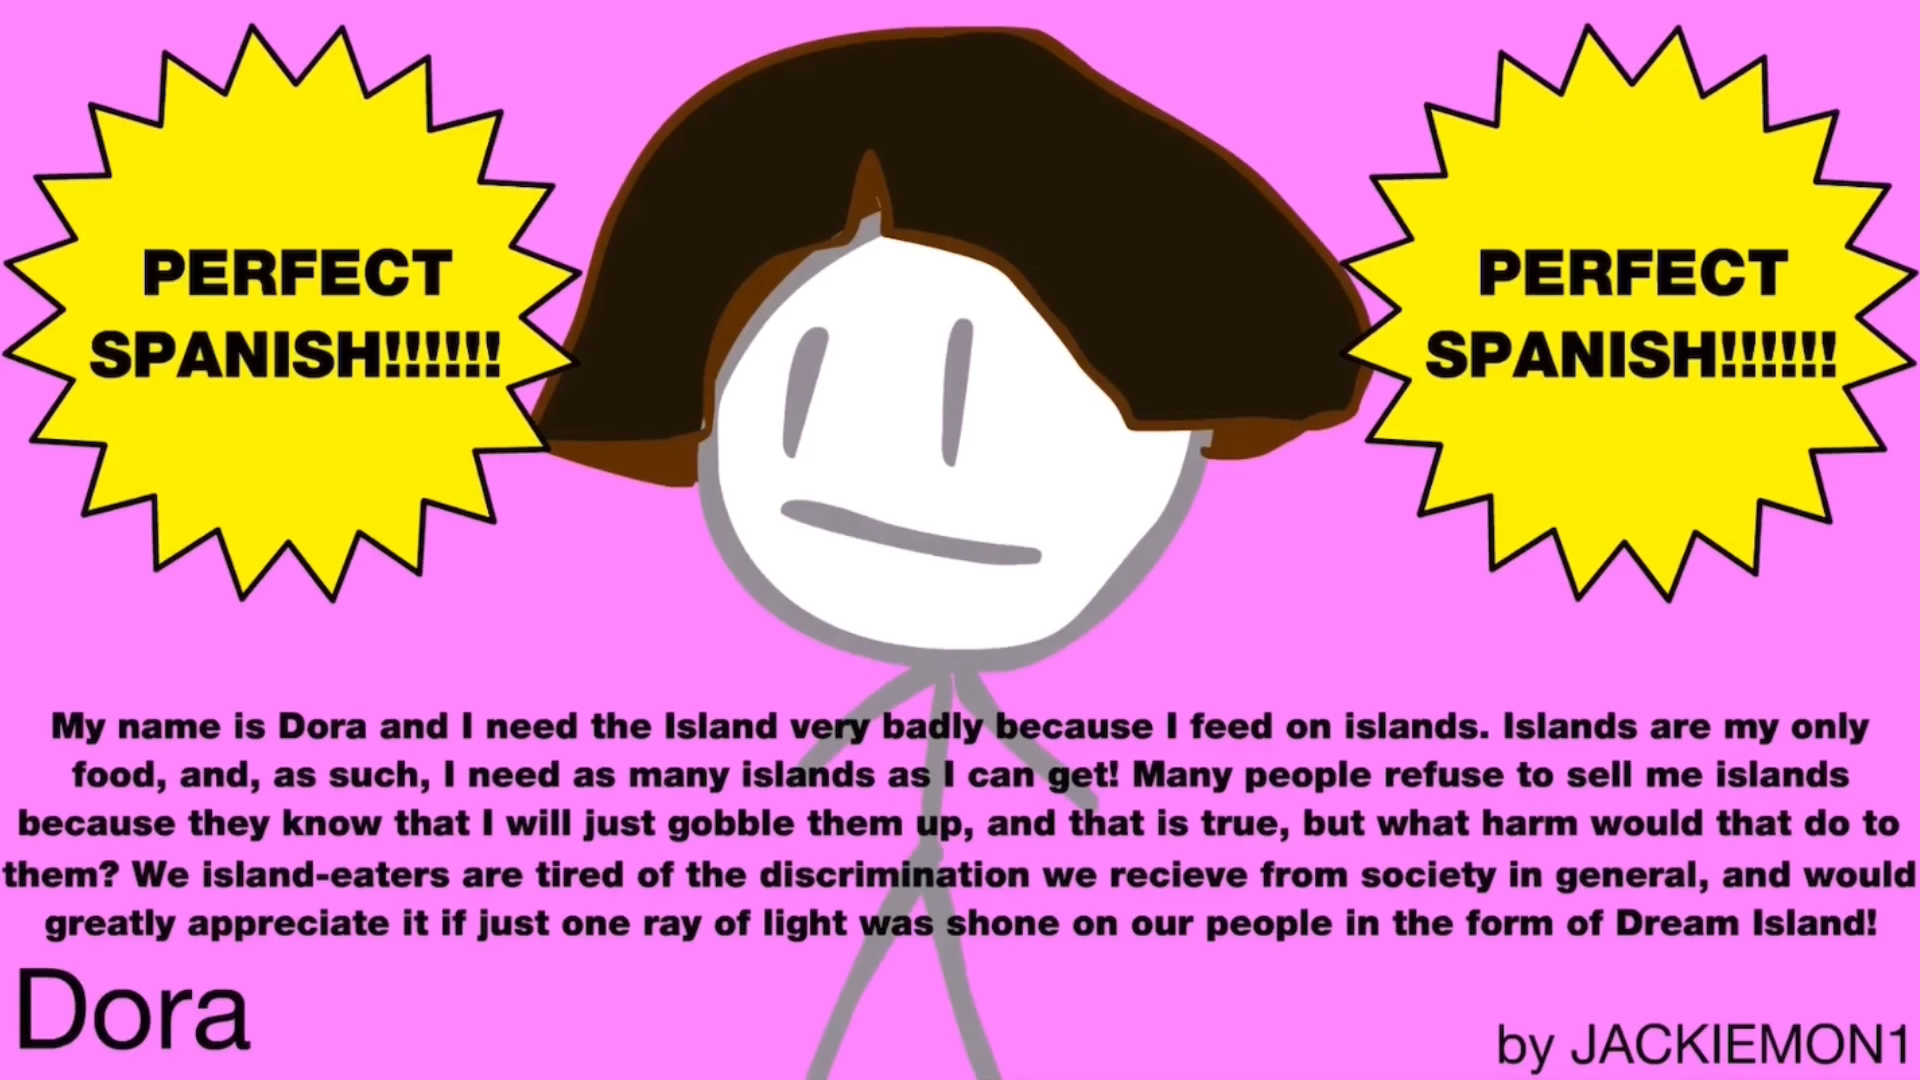 PERFECT
SPANISH!!!!!!
PERFECT
SPANISH!!!!!!
My name is Dora and I need the Island very badly because I feed on islands. Islands are my only
food, and, as such, I need as many islands as I can get! Many people refuse to sell me islands
because they know that I will just gobble them up, and that is true, but what harm would that do to
them? We island-eaters are tired of the discrimination we recieve from society in general, and would
greatly appreciate it if just one ray of light was shone on our people in the form of Dream Island!
Dora
by JACKIEMON1